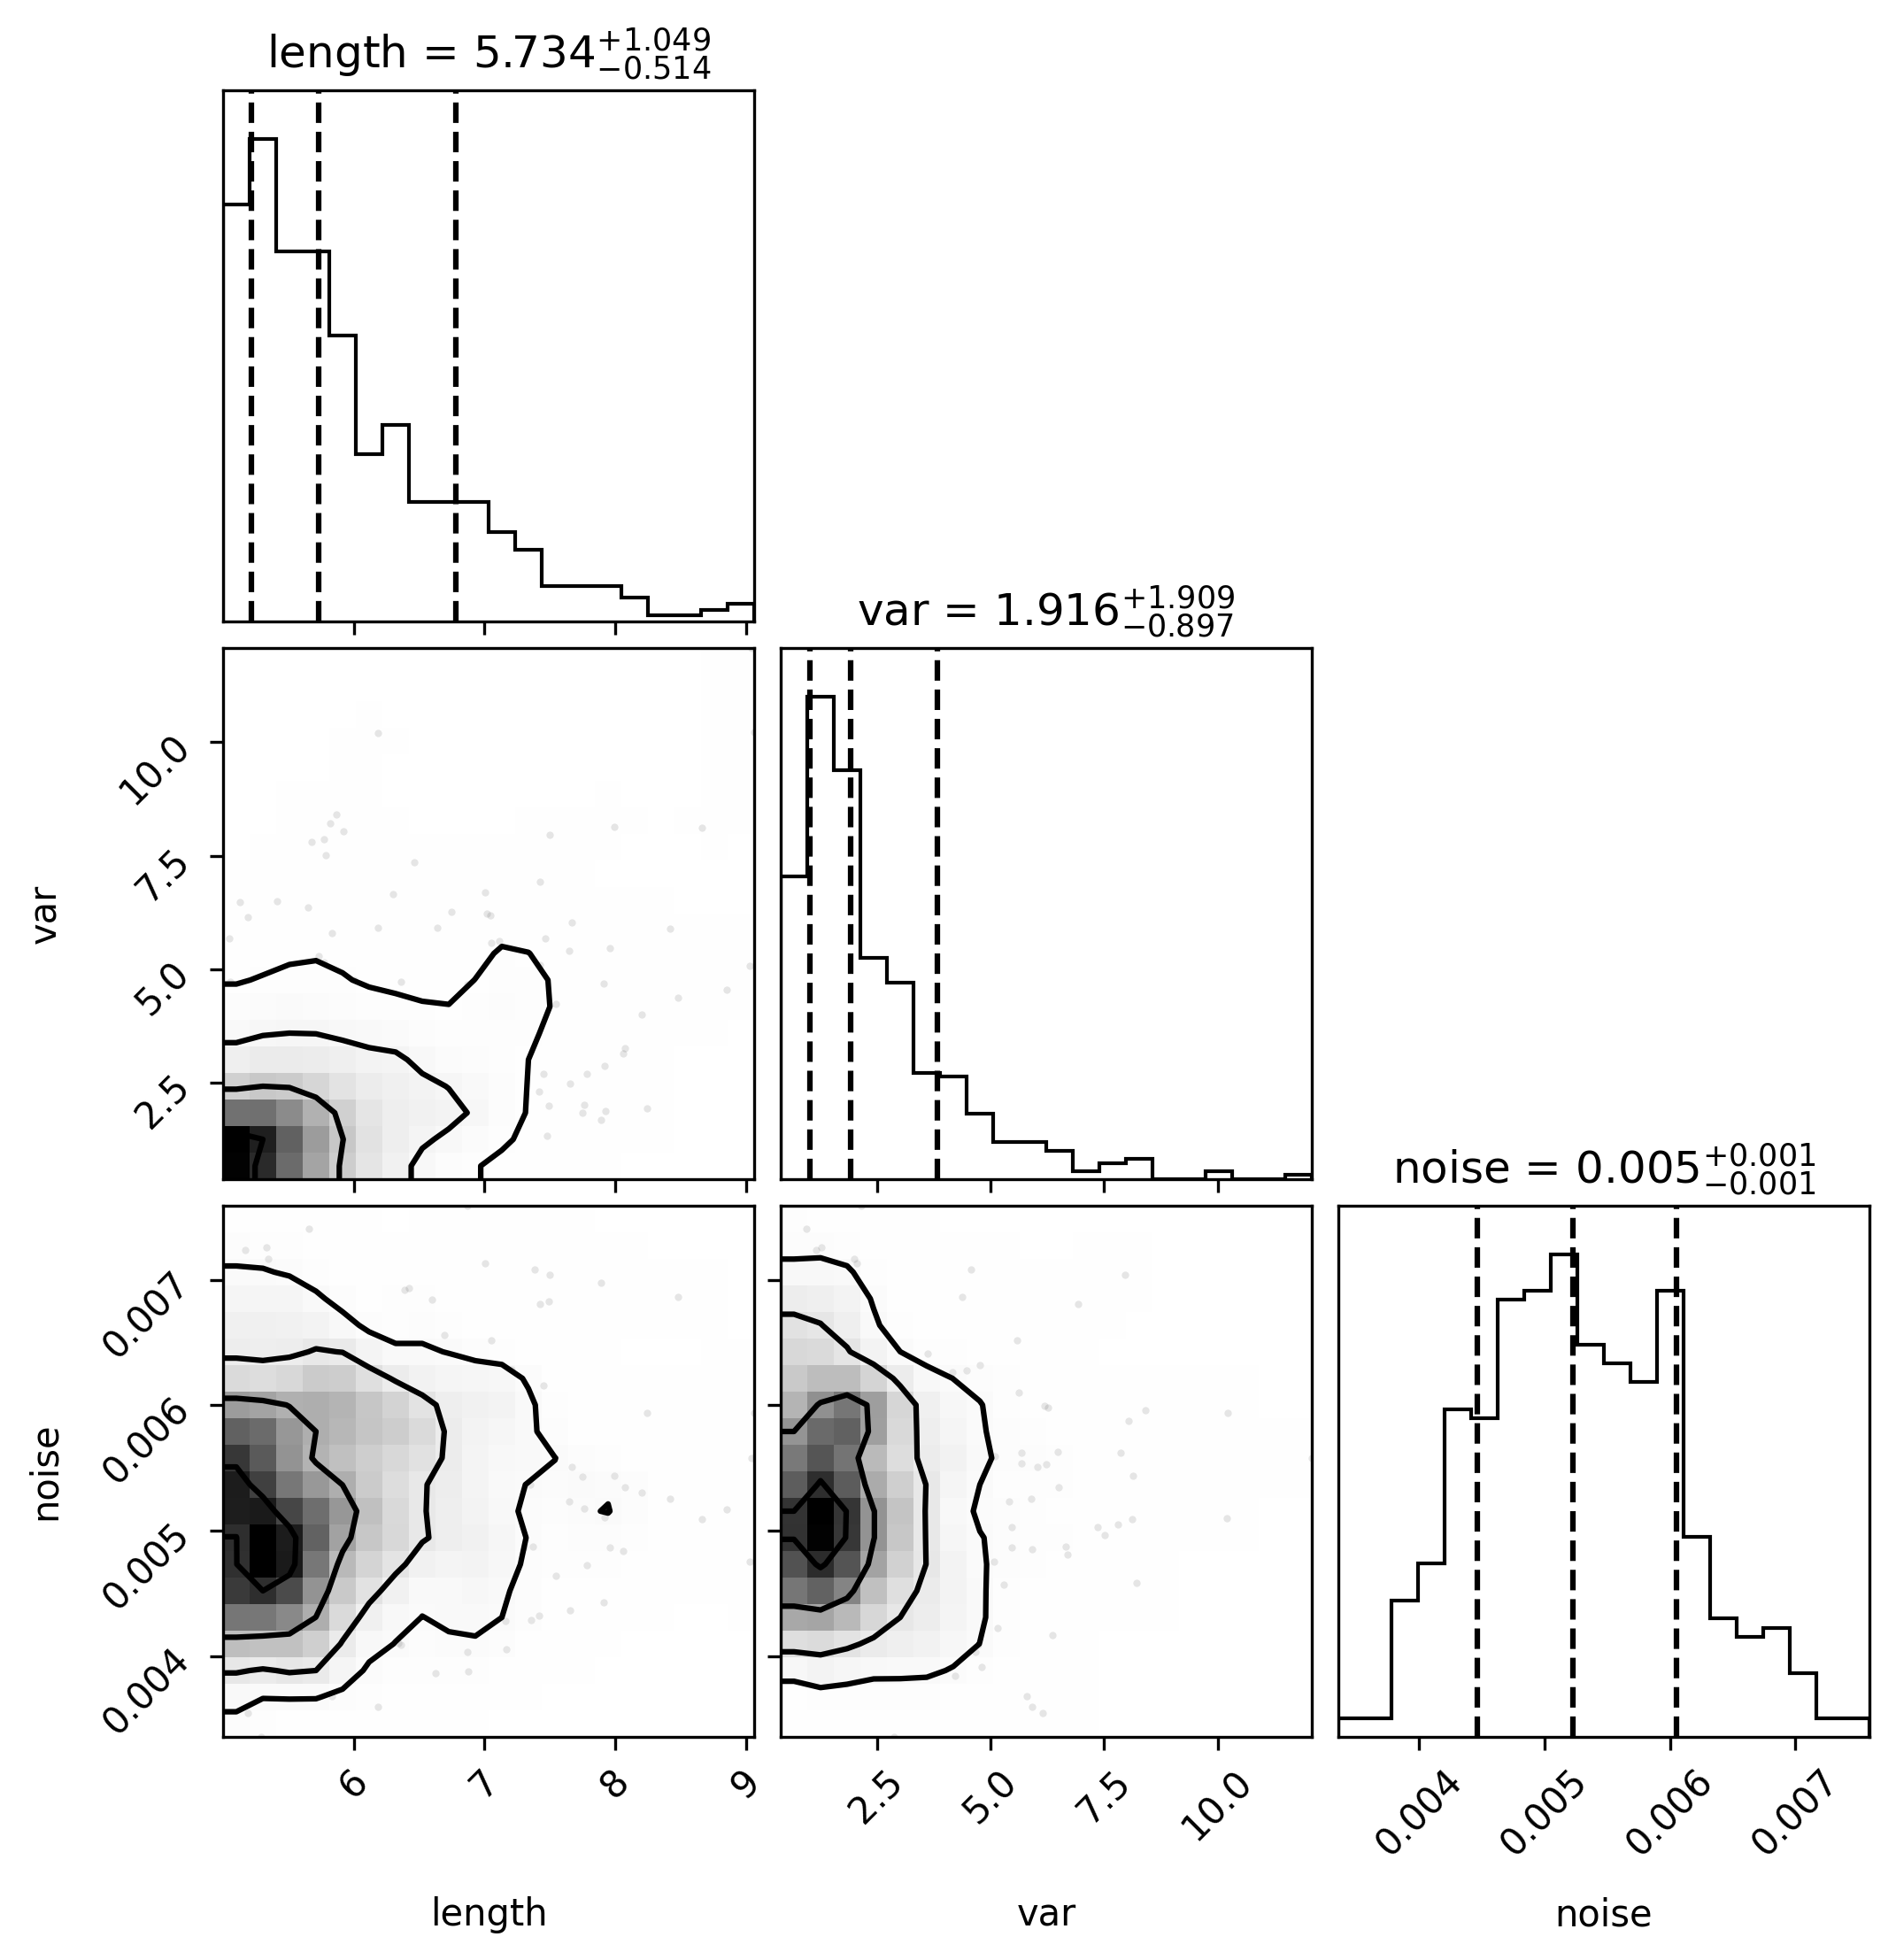 length = 5.734 +1.049 −0.514
var = 1.916 +1.909 −0.897
10.0
7.5
5.0
2.5
var
noise = 0.005 +0.001 −0.001
0.007
0.006
0.005
0.004
noise
6 7 8 9 2.5 5.0 7.5 10.0 0.004 0.005 0.006 0.007
length var noise